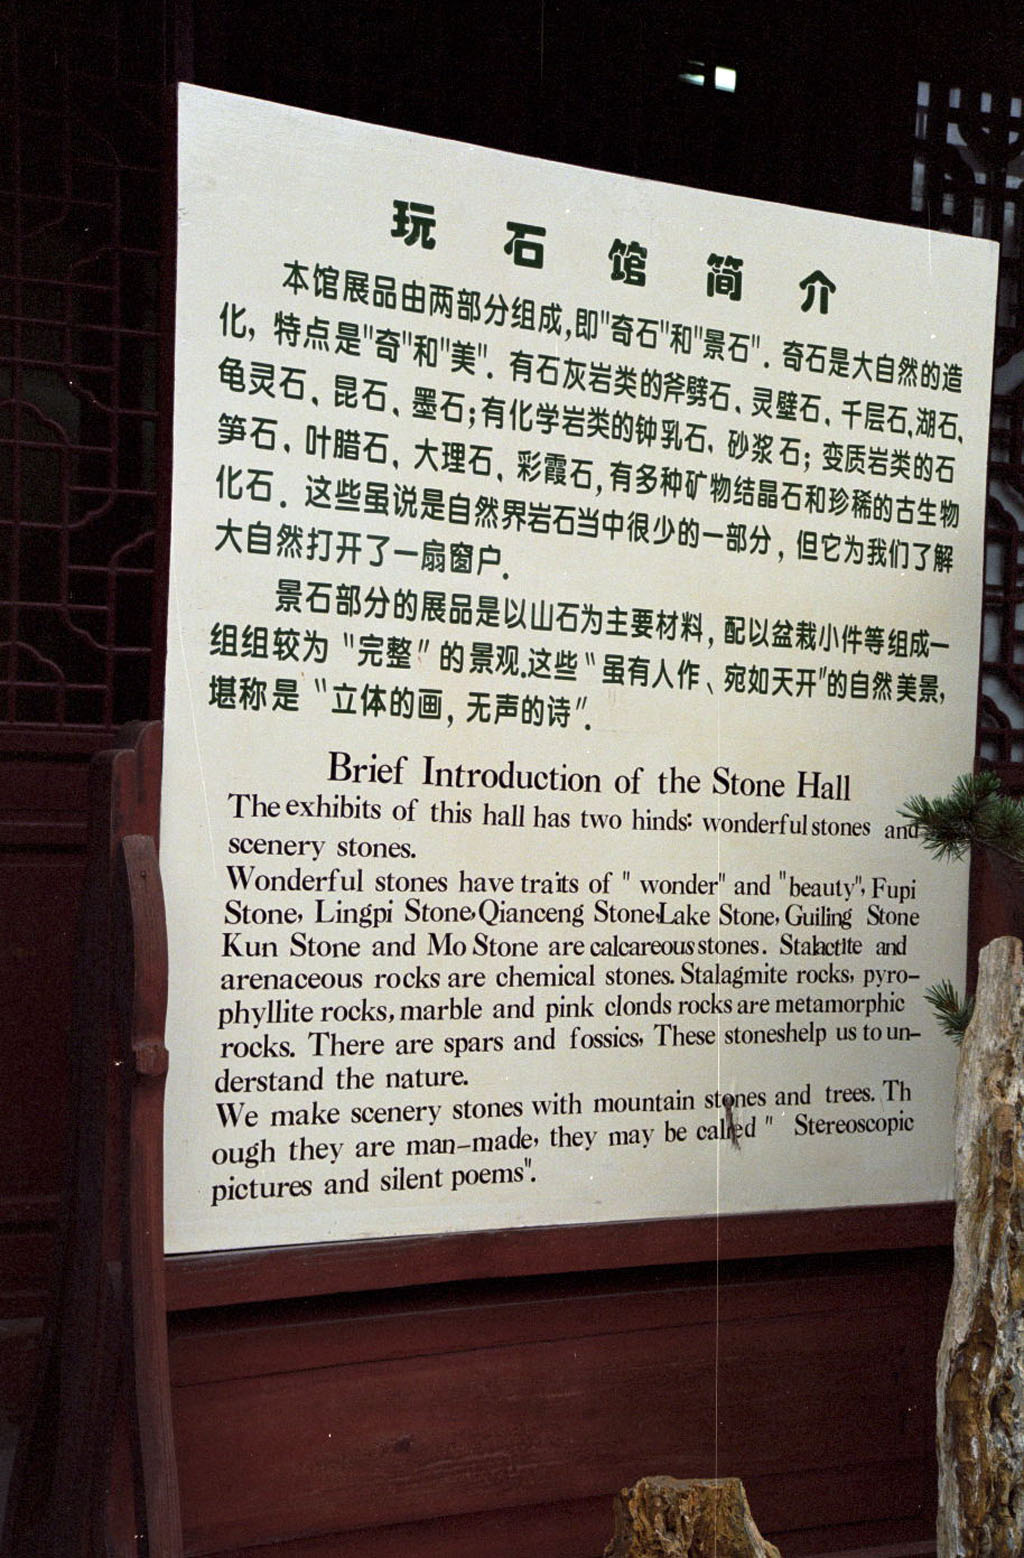 玩石馆简介
本馆展品由两部分组成,即"奇石"和"景石". 奇石是大自然的造
化, 特点是"奇"和"美". 有石灰岩类的斧劈石、灵壁石、千层石、湖石、
龟灵石、昆石、墨石;有化学岩类的钟乳石、砂浆石;变质岩类的石
笋石、叶腊石、大理石、彩霞石,有多种矿物结晶石和珍稀的古生物
化石. 这些虽说是自然界岩石当中很少的一部分, 但它为我们了解
大自然打开了一扇窗户.
景石部分的展品是以山石为主要材料, 配以盆栽小件等组成一
组组较为"完整"的景观.这些"虽有人作、宛如天开"的自然美景,
堪称是"立体的画, 无声的诗".
Brief Introduction of the Stone Hall
The exhibits of this hall has two hinds: wonderful stones and
scenery stones.
Wonderful stones have traits of " wonder" and "beauty", Fupi
Stone, Lingpi Stone,Qianceng Stone,Lake Stone, Guiling Stone
Kun Stone and Mo Stone are calcareous stones. Stalactite and
arenaceous rocks are chemical stones. Stalagmite rocks, pyro-
phyllite rocks, marble and pink clonds rocks are metamorphic
rocks. There are spars and fossics, These stoneshelp us to un-
derstand the nature.
We make scenery stones with mountain stones and trees. Th
ough they are man-made, they may be called " Stereoscopic
pictures and silent poems".